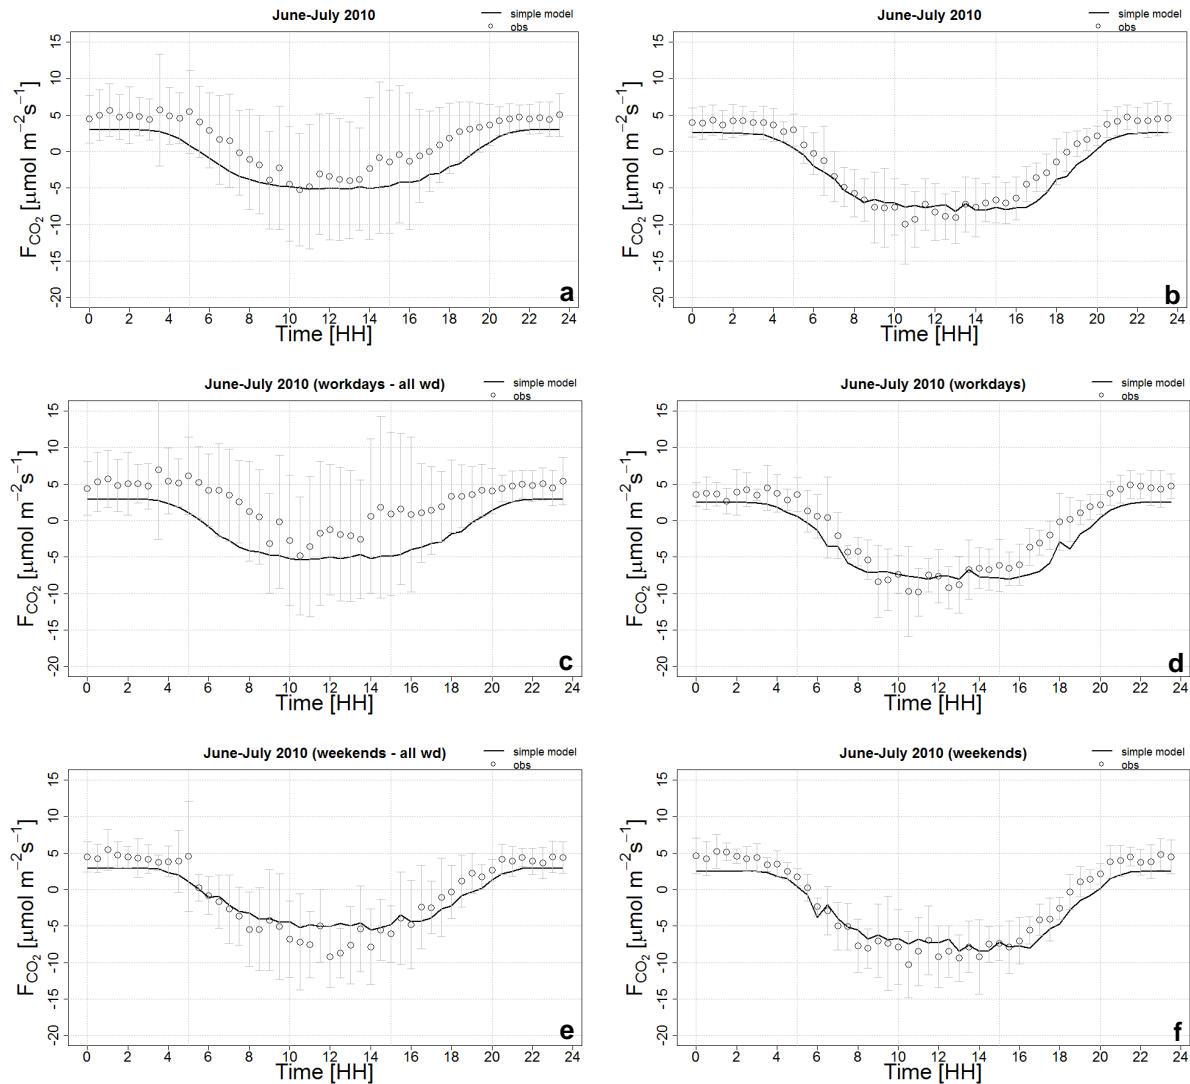 June-July 2010
simple model
obs
F_CO₂ [μmol m⁻²s⁻¹]
15
10
5
0
-5
-10
-15
-20
a
0 2 4 6 8 10 12 14 16 18 20 22 24
Time [HH]
June-July 2010
simple model
obs
F_CO₂ [μmol m⁻²s⁻¹]
15
10
5
0
-5
-10
-15
-20
b
0 2 4 6 8 10 12 14 16 18 20 22 24
Time [HH]
June-July 2010 (workdays - all wd)
simple model
obs
F_CO₂ [μmol m⁻²s⁻¹]
15
10
5
0
-5
-10
-15
-20
c
0 2 4 6 8 10 12 14 16 18 20 22 24
Time [HH]
June-July 2010 (workdays)
simple model
obs
F_CO₂ [μmol m⁻²s⁻¹]
15
10
5
0
-5
-10
-15
-20
d
0 2 4 6 8 10 12 14 16 18 20 22 24
Time [HH]
June-July 2010 (weekends - all wd)
simple model
obs
F_CO₂ [μmol m⁻²s⁻¹]
15
10
5
0
-5
-10
-15
-20
e
0 2 4 6 8 10 12 14 16 18 20 22 24
Time [HH]
June-July 2010 (weekends)
simple model
obs
F_CO₂ [μmol m⁻²s⁻¹]
15
10
5
0
-5
-10
-15
-20
f
0 2 4 6 8 10 12 14 16 18 20 22 24
Time [HH]